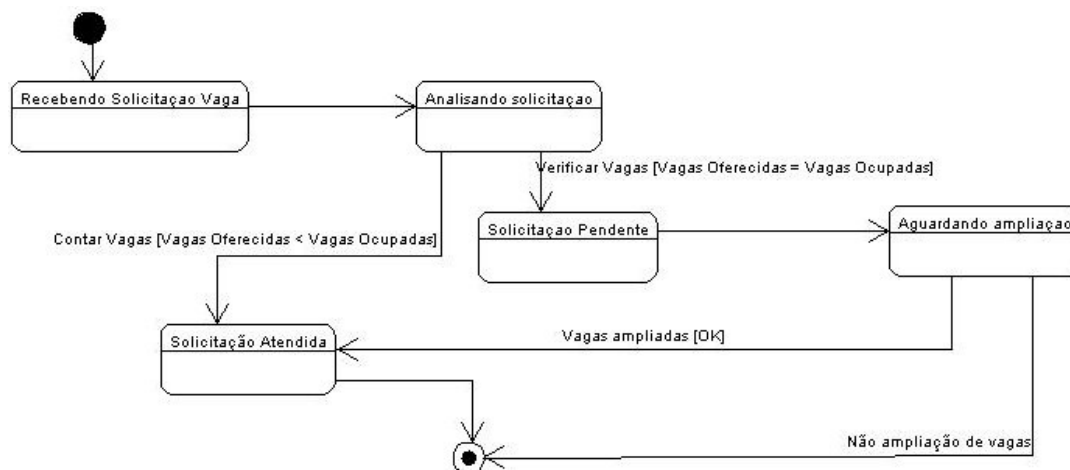 Recebendo Solicitaçao Vaga
Analisando solicitaçao
Verificar Vagas [Vagas Oferecidas = Vagas Ocupadas]
Contar Vagas [Vagas Oferecidas < Vagas Ocupadas]
Solicitaçao Pendente
Aguardando ampliaçao
Solicitação Atendida
Vagas ampliadas [OK]
Não ampliação de vagas